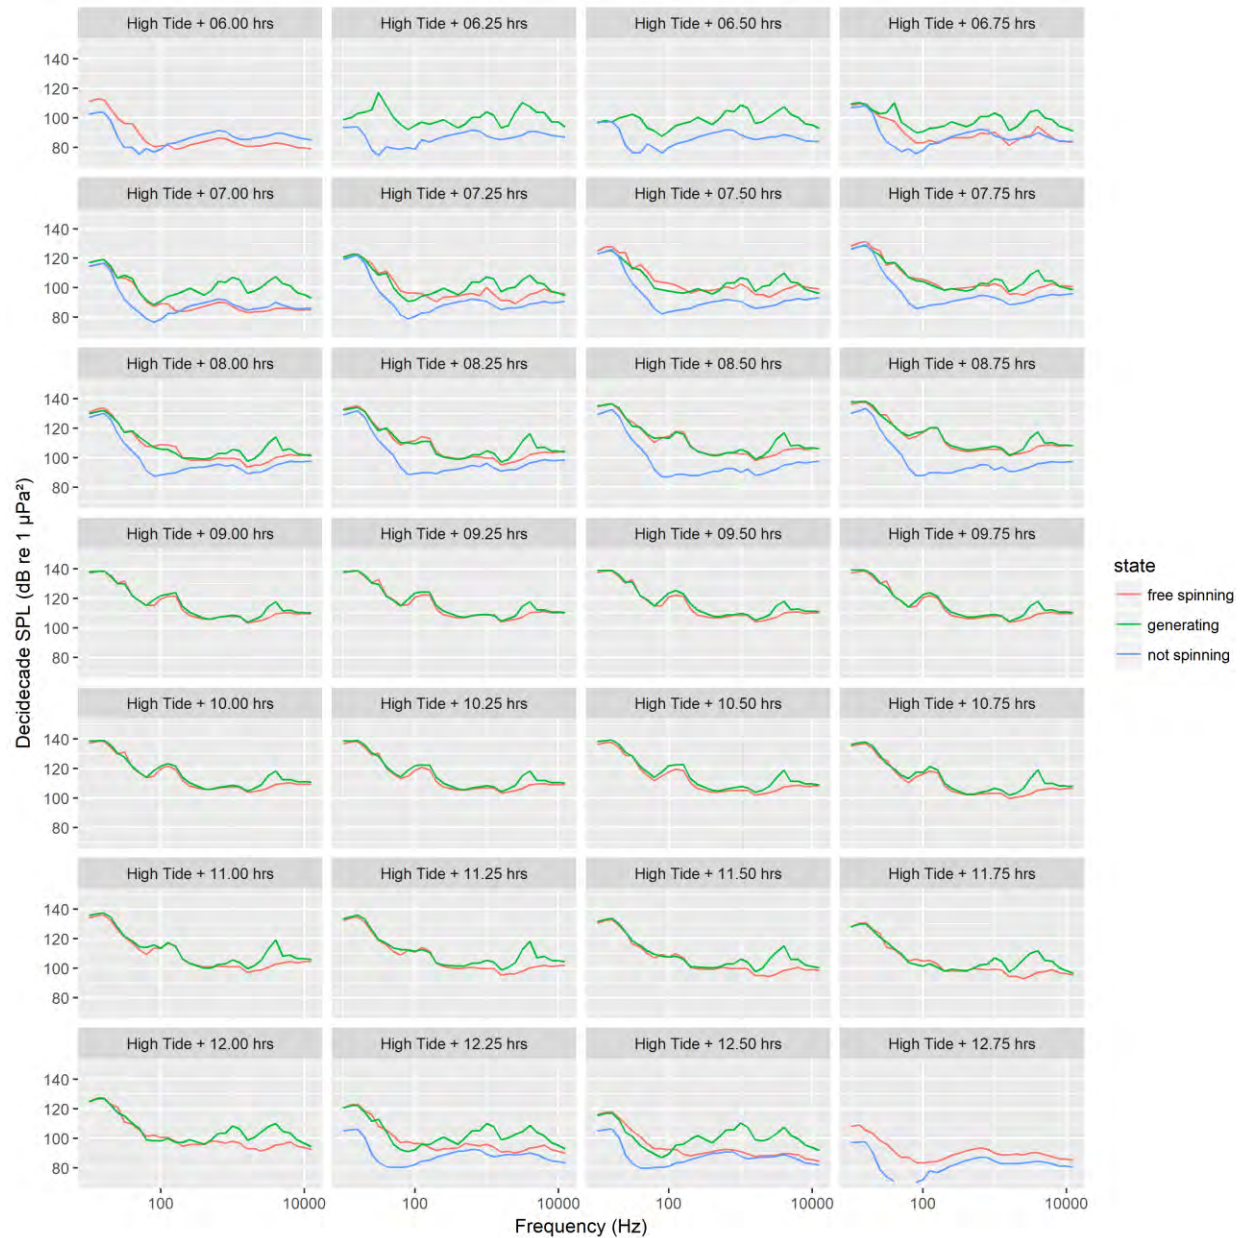 High Tide + 06.00 hrs High Tide + 06.25 hrs High Tide + 06.50 hrs High Tide + 06.75 hrs
140
120
100
80
High Tide + 07.00 hrs High Tide + 07.25 hrs High Tide + 07.50 hrs High Tide + 07.75 hrs
140
120
100
80
High Tide + 08.00 hrs High Tide + 08.25 hrs High Tide + 08.50 hrs High Tide + 08.75 hrs
140
120
100
80
High Tide + 09.00 hrs High Tide + 09.25 hrs High Tide + 09.50 hrs High Tide + 09.75 hrs
140
120
100
80
High Tide + 10.00 hrs High Tide + 10.25 hrs High Tide + 10.50 hrs High Tide + 10.75 hrs
140
120
100
80
High Tide + 11.00 hrs High Tide + 11.25 hrs High Tide + 11.50 hrs High Tide + 11.75 hrs
140
120
100
80
High Tide + 12.00 hrs High Tide + 12.25 hrs High Tide + 12.50 hrs High Tide + 12.75 hrs
140
120
100
80
100 10000 100 10000 100 10000 100 10000
Frequency (Hz)
Decidecade SPL (dB re 1 µPa²)
state
free spinning
generating
not spinning